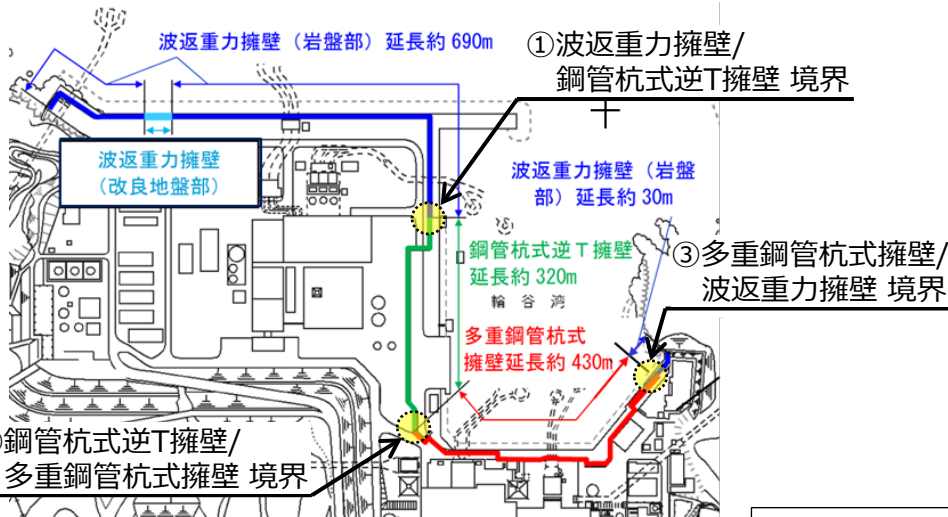 波返重力擁壁（岩盤部）延長約 690m
①波返重力擁壁/
鋼管杭式逆T擁壁 境界
波返重力擁壁
（改良地盤部）
波返重力擁壁（岩盤
部）延長約 30m
鋼管杭式逆Ｔ擁壁
延長約 320m
③多重鋼管杭式擁壁/
波返重力擁壁 境界
輪谷湾
多重鋼管杭式
擁壁延長約 430m
鋼管杭式逆T擁壁/
多重鋼管杭式擁壁 境界